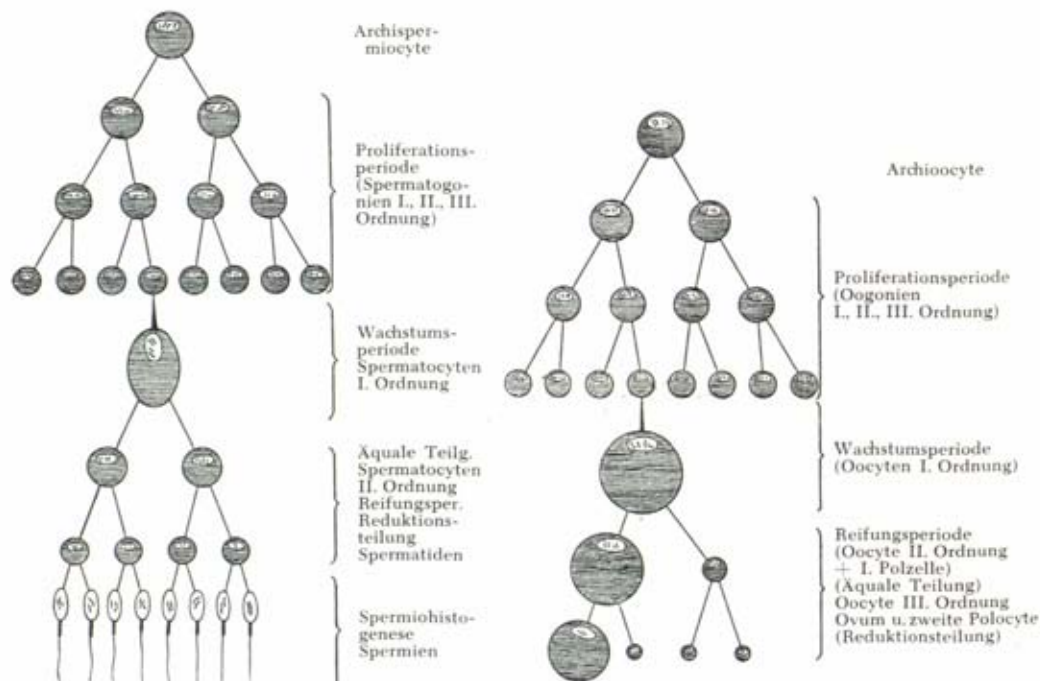 Archisper-
miocyte
Proliferations-
periode
(Spermatogo-
nien I., II., III.
Ordnung)
Wachstums-
periode
Spermatocyten
I. Ordnung
Äquale Teilg.
Spermatocyten
II. Ordnung
Reifungsper.
Reduktions-
teilung
Spermatiden
Spermiohisto-
genese
Spermien
Archioocyte
Proliferationsperiode
(Oogonien
I., II., III. Ordnung)
Wachstumsperiode
(Oocyten I. Ordnung)
Reifungsperiode
(Oocyte II. Ordnung
+ I. Polzelle)
(Äquale Teilung)
Oocyte III. Ordnung
Ovum u. zweite Polocyte
(Reduktionsteilung)